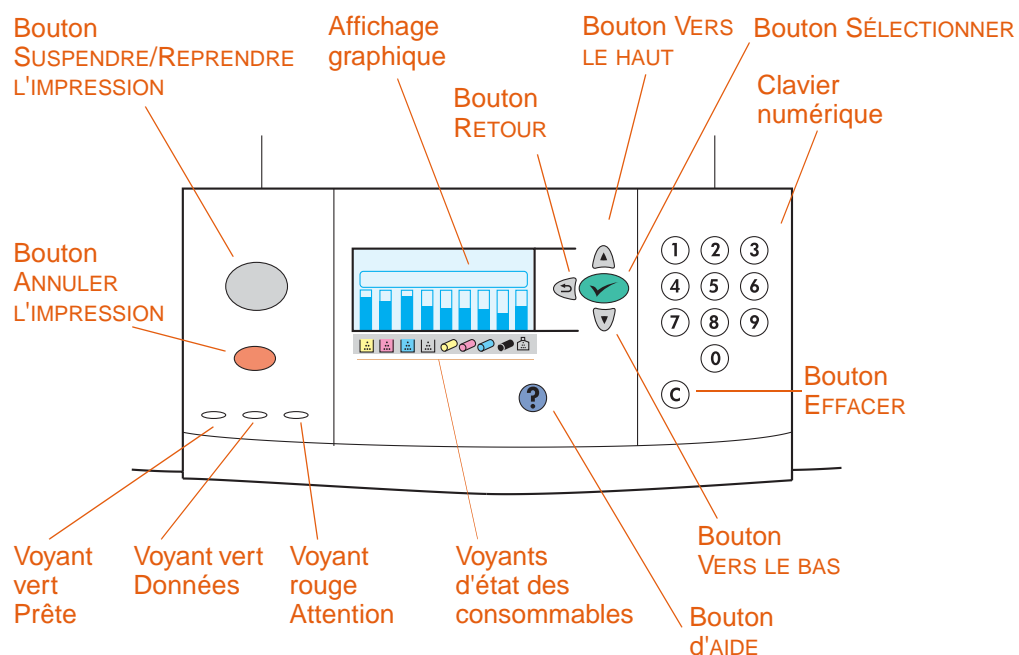 Bouton
SUSPENDRE/REPRENDRE
L'IMPRESSION
Affichage
graphique
Bouton VERS
LE HAUT
Bouton SÉLECTIONNER
Bouton
RETOUR
Clavier
numérique
Bouton
ANNULER
L'IMPRESSION
1 2 3
4 5 6
7 8 9
0
C
?
Bouton
EFFACER
Voyant
vert
Prête
Voyant vert
Données
Voyant
rouge
Attention
Voyants
d'état des
consommables
Bouton
VERS LE BAS
Bouton
d'AIDE